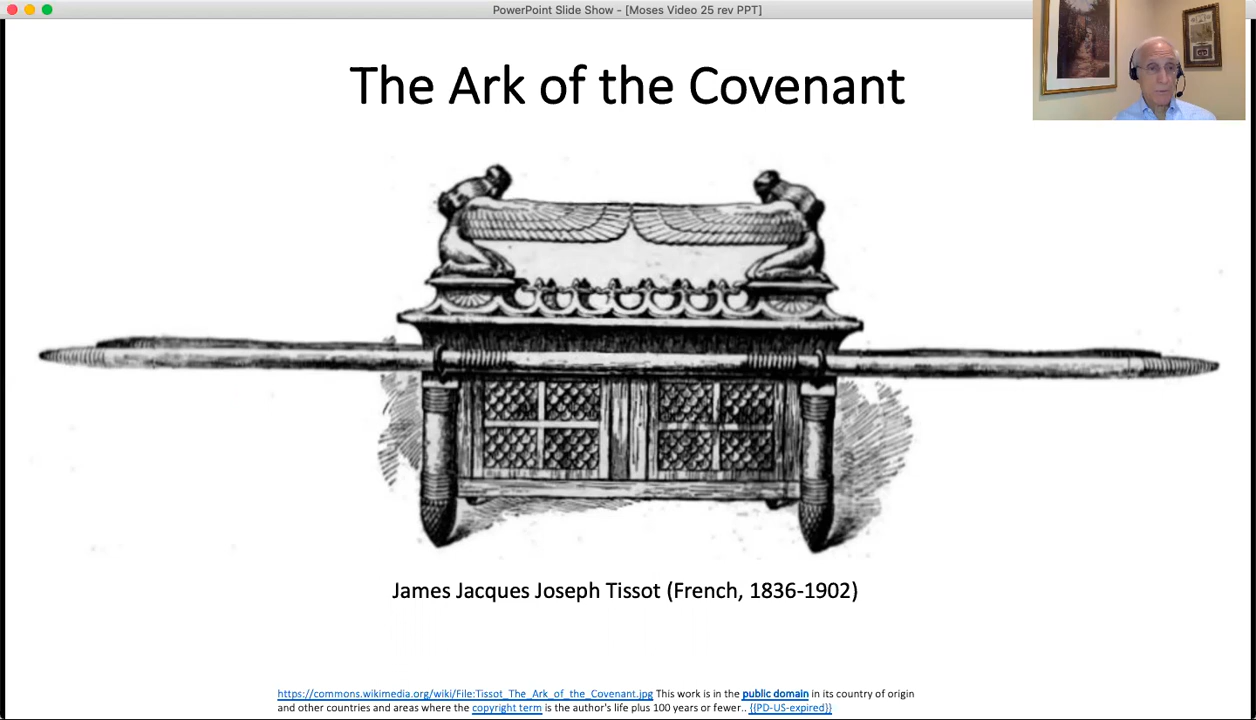 PowerPoint Slide Show - [Moses Video 25 rev PPT]
The Ark of the Covenant
James Jacques Joseph Tissot (French, 1836-1902)
https://commons.wikimedia.org/wiki/File:Tissot_The_Ark_of_the_Covenant.jpg This work is in the public domain in its country of origin
and other countries and areas where the copyright term is the author's life plus 100 years or fewer.. {{PD-US-expired}}